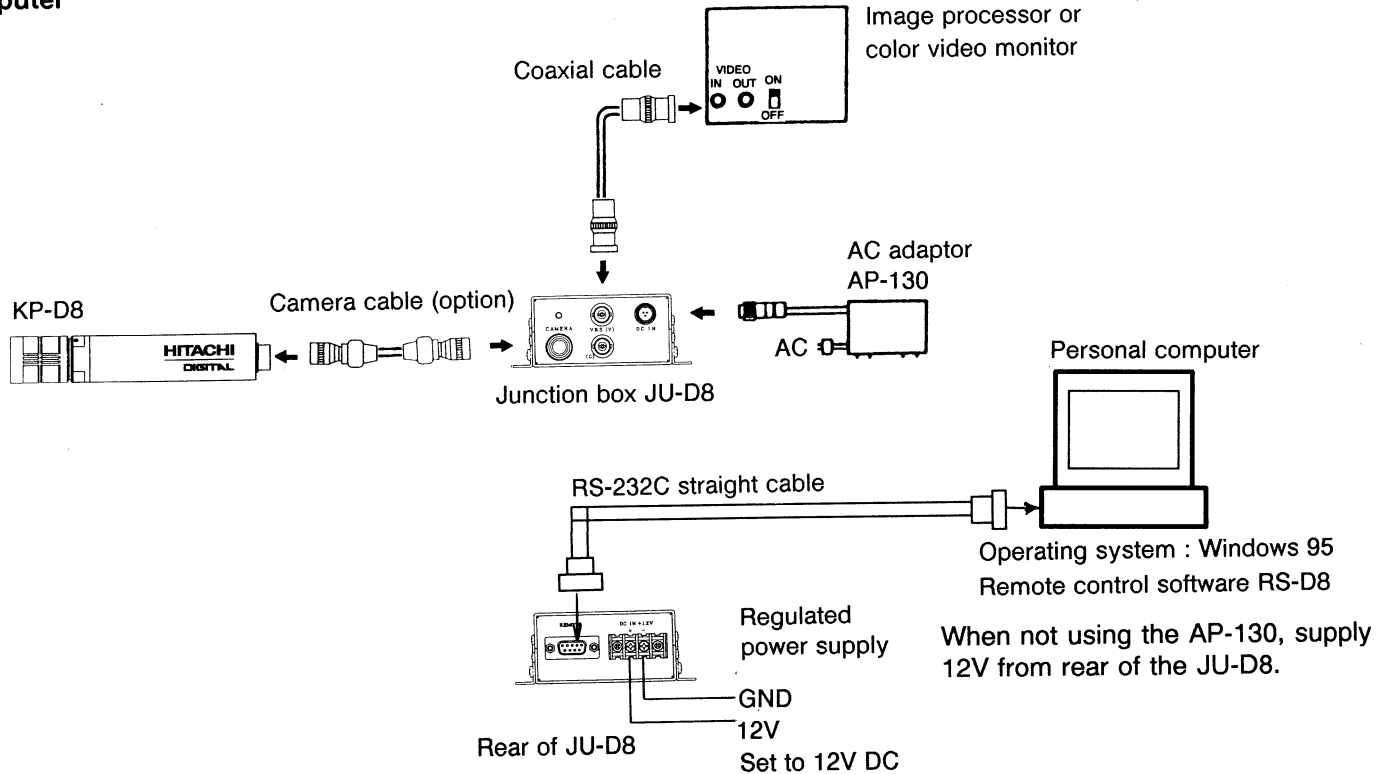 Image processor or
color video monitor
VIDEO
IN OUT ON
OFF
Coaxial cable
AC adaptor
AP-130
KP-D8
Camera cable (option)
HITACHI
DIGITAL
CAMERA
VBS (V)
DC IN
(C)
AC
Junction box JU-D8
Personal computer
RS-232C straight cable
Operating system : Windows 95
Remote control software RS-D8
DC IN +12V
+ -
Regulated
power supply
When not using the AP-130, supply
12V from rear of the JU-D8.
GND
12V
Rear of JU-D8
Set to 12V DC